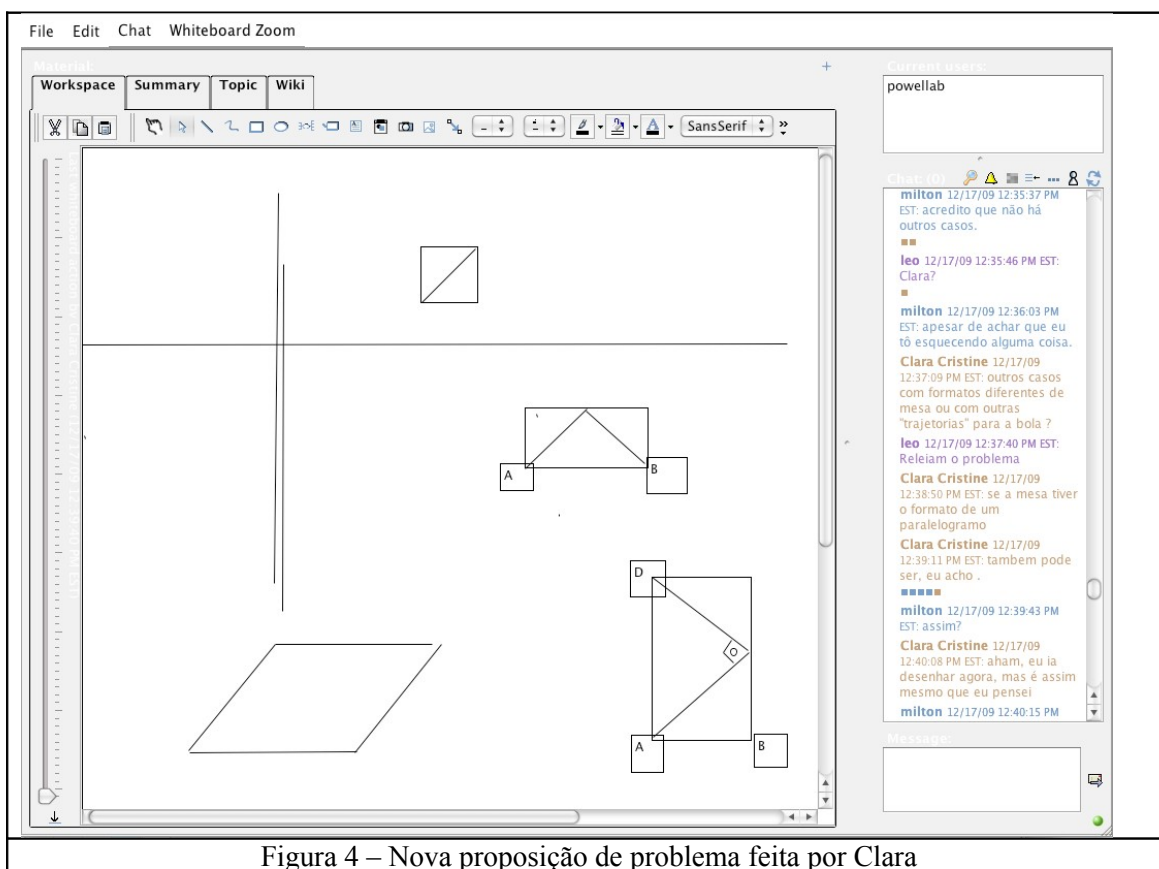 File Edit Chat Whiteboard Zoom
Material:
Workspace Summary Topic Wiki
SansSerif
A
B
D
O
A
B
Current users:
powellab
Chat: (0)
milton 12/17/09 12:35:37 PM
EST: acredito que não há
outros casos.
leo 12/17/09 12:35:46 PM EST:
Clara?
milton 12/17/09 12:36:03 PM
EST: apesar de achar que eu
tô esquecendo alguma coisa.
Clara Cristine 12/17/09
12:37:09 PM EST: outros casos
com formatos diferentes de
mesa ou com outras
"trajetorias" para a bola ?
leo 12/17/09 12:37:40 PM EST:
Releiam o problema
Clara Cristine 12/17/09
12:38:50 PM EST: se a mesa tiver
o formato de um
paralelogramo
Clara Cristine 12/17/09
12:39:11 PM EST: tambem pode
ser, eu acho .
milton 12/17/09 12:39:43 PM
EST: assim?
Clara Cristine 12/17/09
12:40:08 PM EST: aham, eu ia
desenhar agora, mas é assim
mesmo que eu pensei
milton 12/17/09 12:40:15 PM
Message:
Figura 4 – Nova proposição de problema feita por Clara